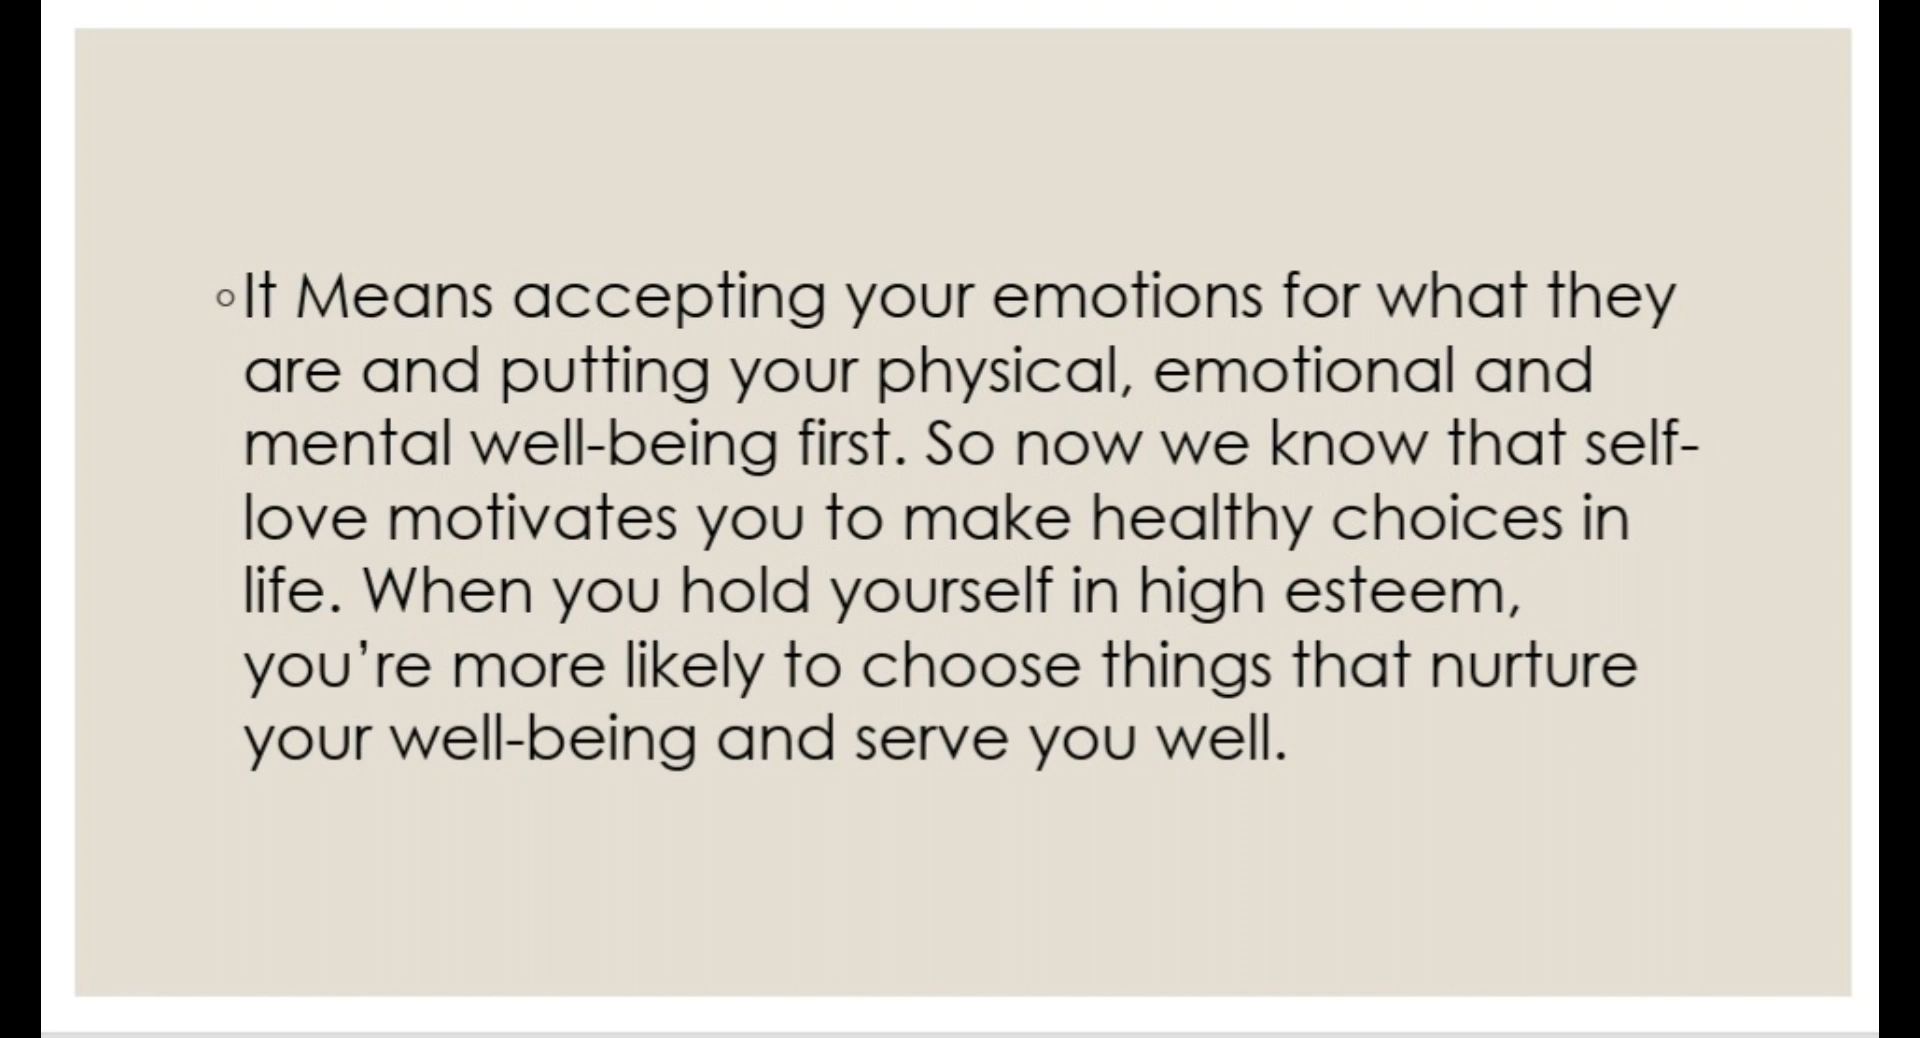 ◦It Means accepting your emotions for what they
are and putting your physical, emotional and
mental well-being first. So now we know that self-
love motivates you to make healthy choices in
life. When you hold yourself in high esteem,
you’re more likely to choose things that nurture
your well-being and serve you well.